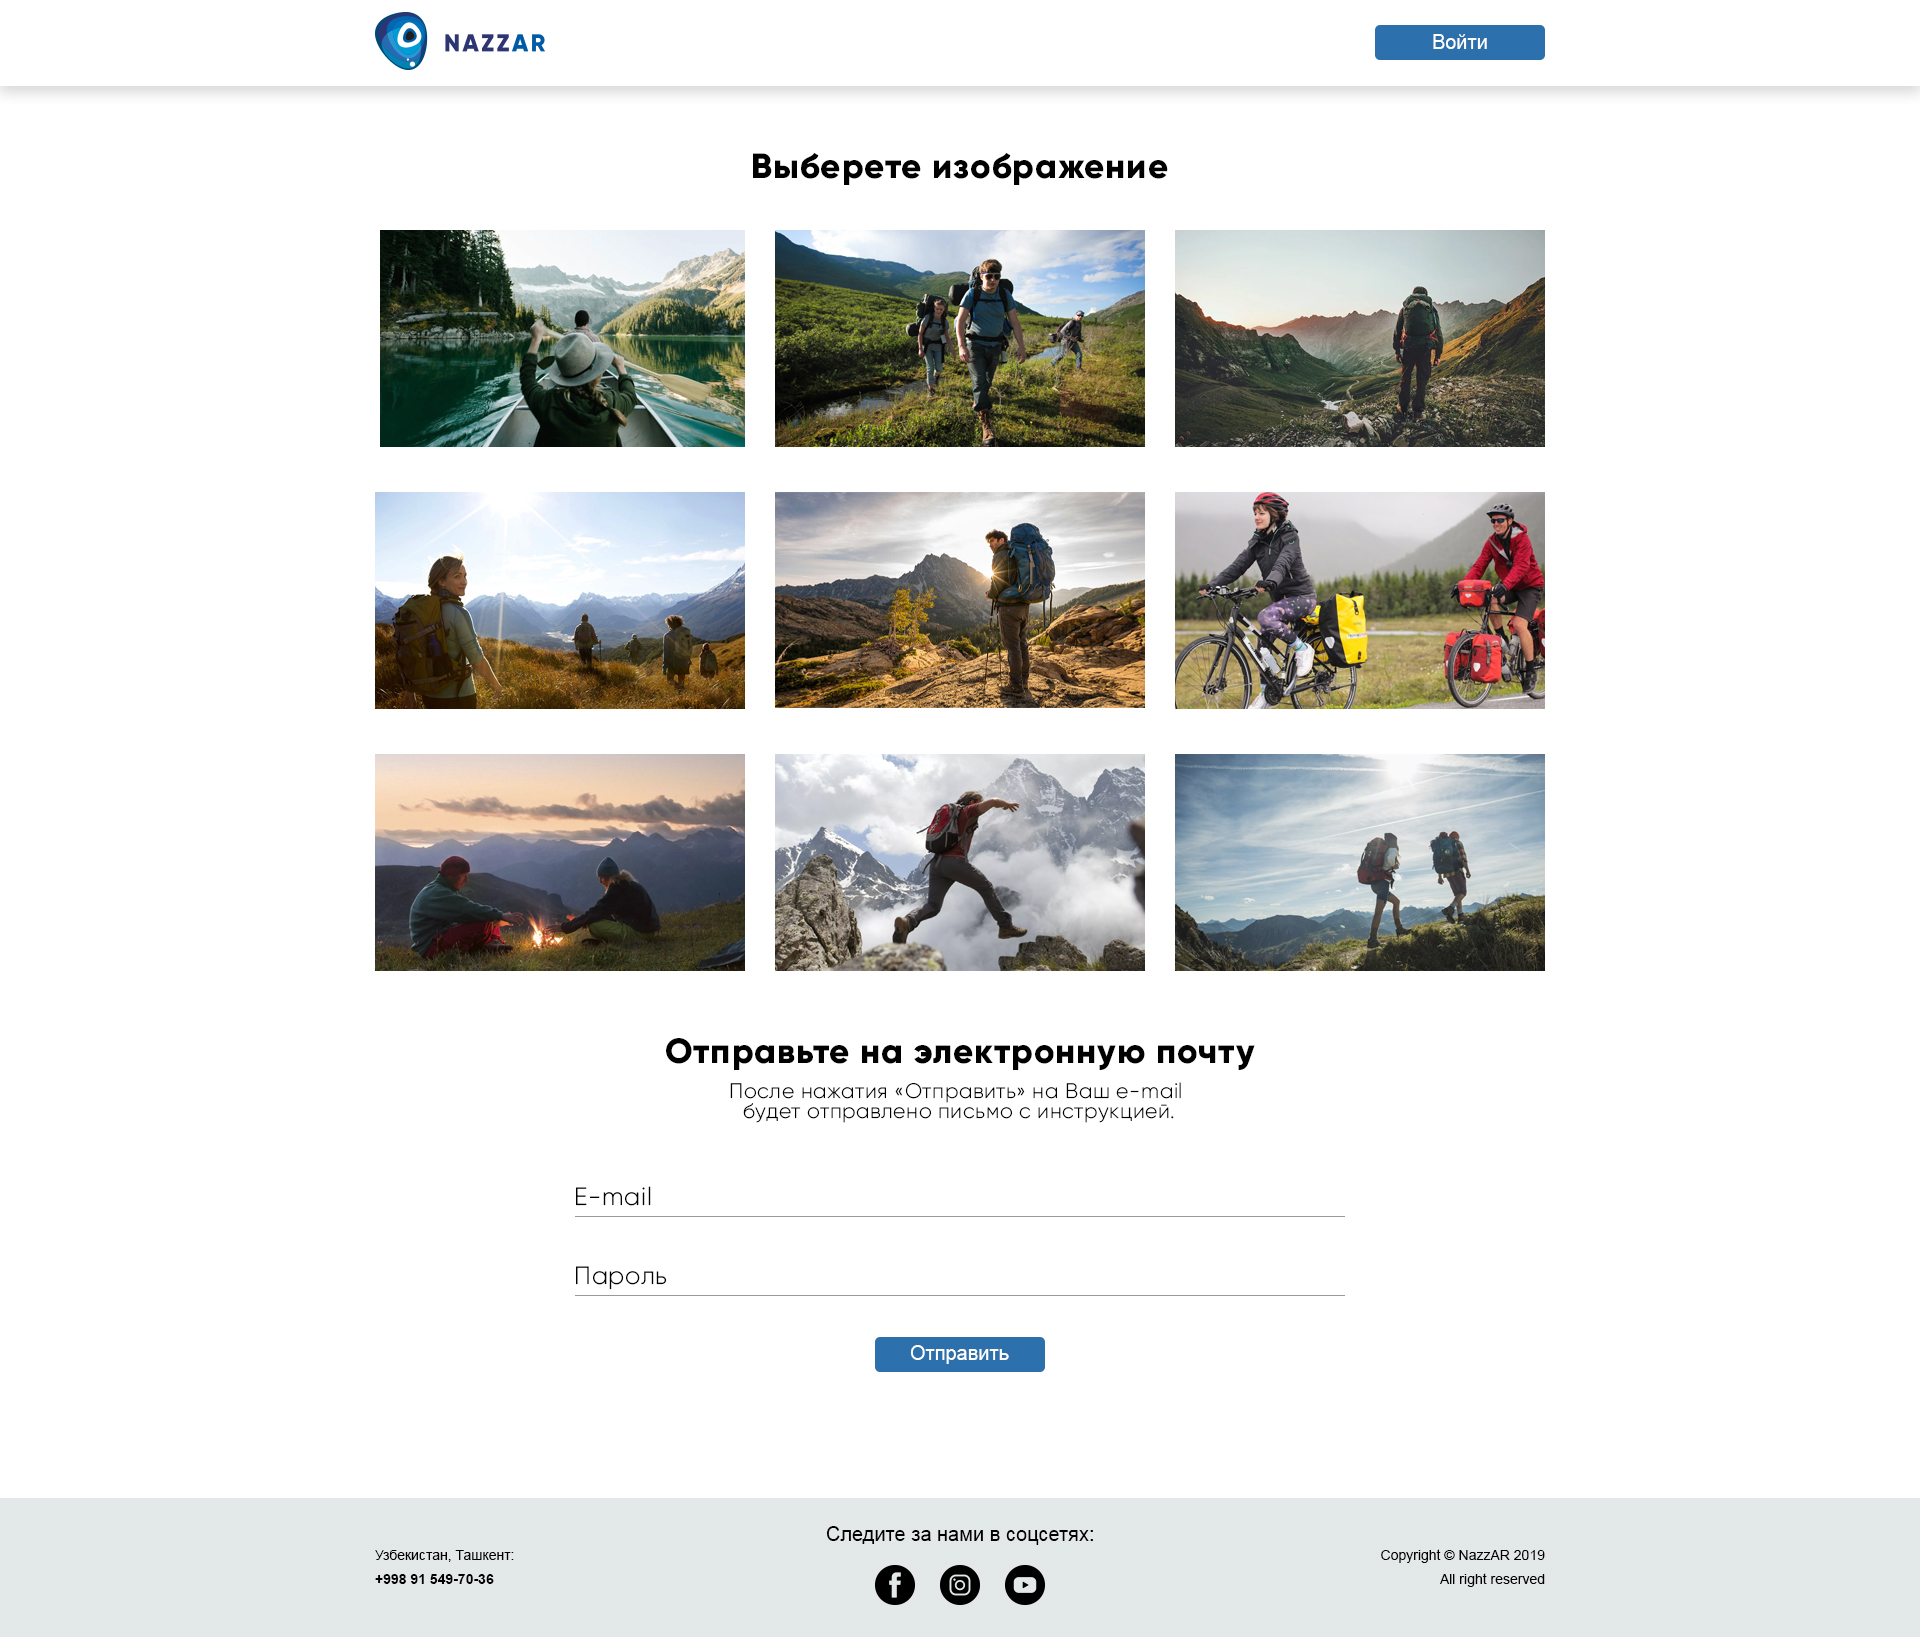 NAZZAR
Войти
Выберете изображение
Отправьте на электронную почту
После нажатия «Отправить» на Ваш e-mail
будет отправлено письмо с инструкцией.
E-mail
Пароль
Отправить
Следите за нами в соцсетях:
Узбекистан, Ташкент:
+998 91 549-70-36
Copyright © NazzAR 2019
All right reserved